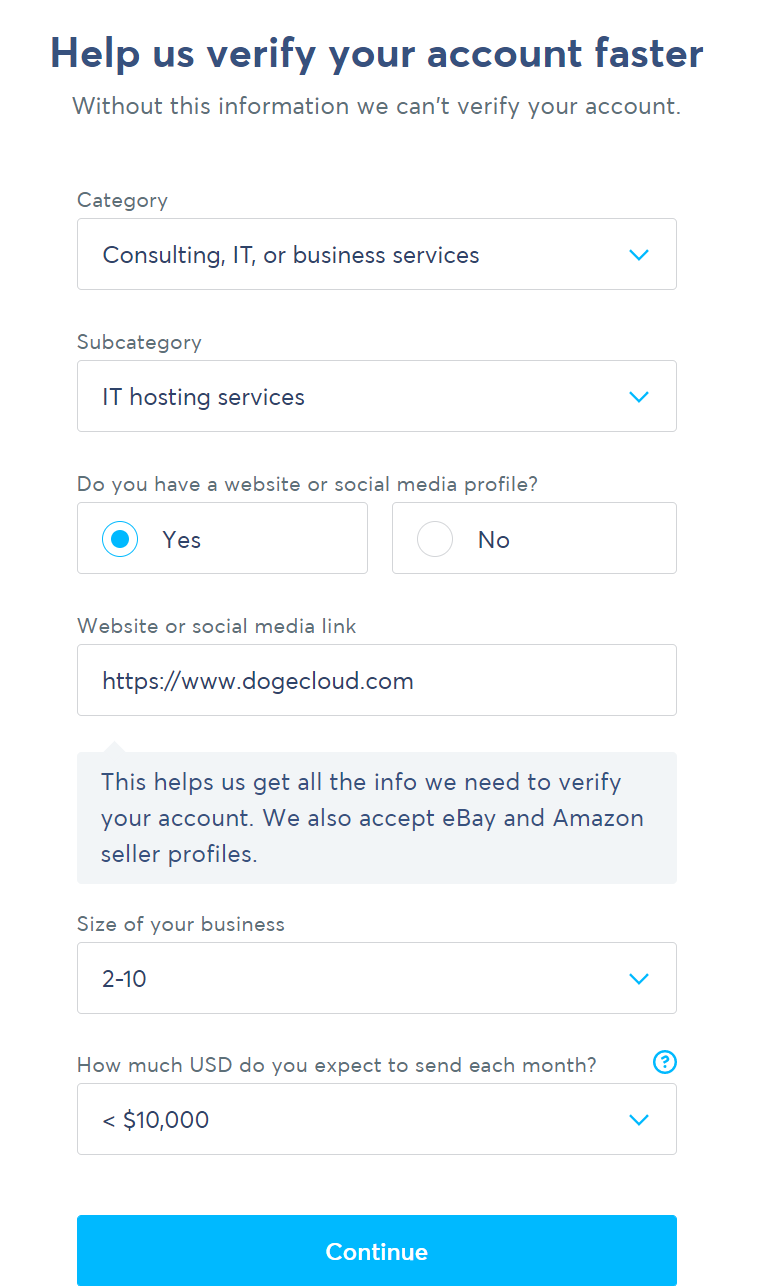 Help us verify your account faster
Without this information we can't verify your account.
Category
Consulting, IT, or business services
Subcategory
IT hosting services
Do you have a website or social media profile?
Yes
No
Website or social media link
https://www.dogecloud.com
This helps us get all the info we need to verify
your account. We also accept eBay and Amazon
seller profiles.
Size of your business
2-10
How much USD do you expect to send each month?
?
< $10,000
Continue